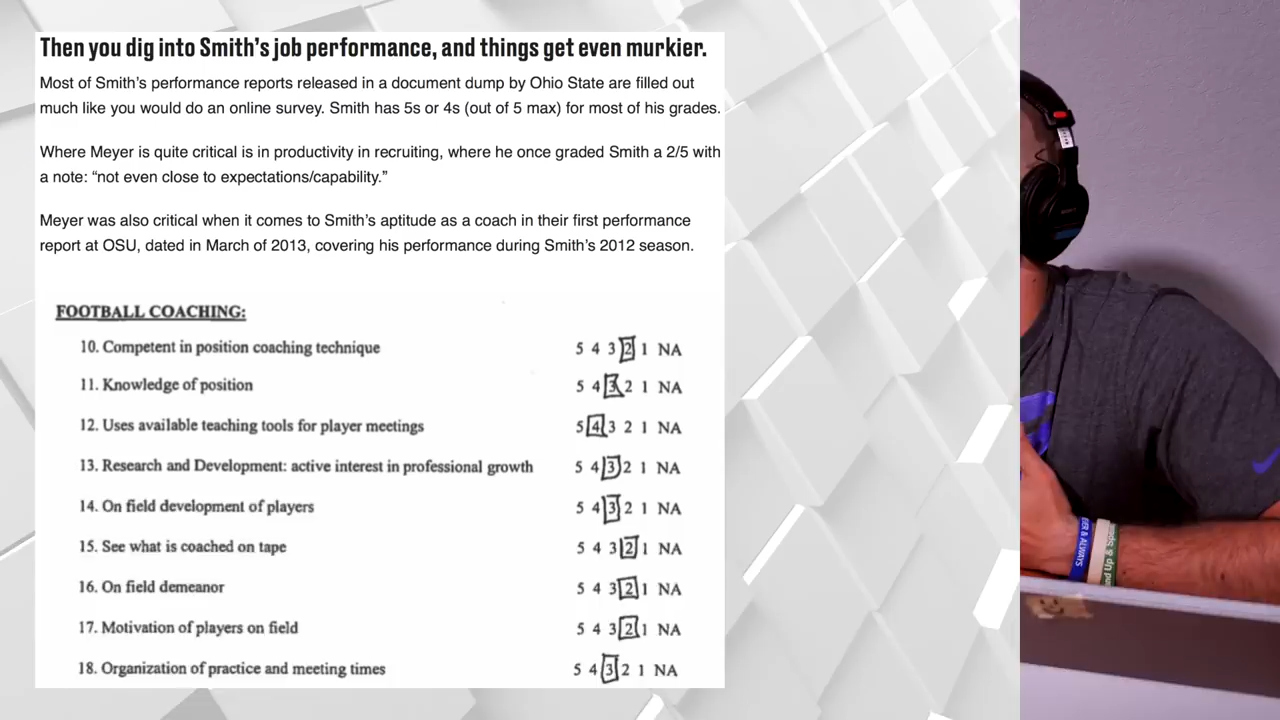 Then you dig into Smith's job performance, and things get even murkier.
Most of Smith's performance reports released in a document dump by Ohio State are filled out
much like you would do an online survey. Smith has 5s or 4s (out of 5 max) for most of his grades.
Where Meyer is quite critical is in productivity in recruiting, where he once graded Smith a 2/5 with
a note: “not even close to expectations/capability.”
Meyer was also critical when it comes to Smith's aptitude as a coach in their first performance
report at OSU, dated in March of 2013, covering his performance during Smith's 2012 season.
FOOTBALL COACHING:
10. Competent in position coaching technique 5 4 3 2 1 NA
11. Knowledge of position 5 4 3 2 1 NA
12. Uses available teaching tools for player meetings 5 4 3 2 1 NA
13. Research and Development: active interest in professional growth 5 4 3 2 1 NA
14. On field development of players 5 4 3 2 1 NA
15. See what is coached on tape 5 4 3 2 1 NA
16. On field demeanor 5 4 3 2 1 NA
17. Motivation of players on field 5 4 3 2 1 NA
18. Organization of practice and meeting times 5 4 3 2 1 NA
& ALWAYS
Up &